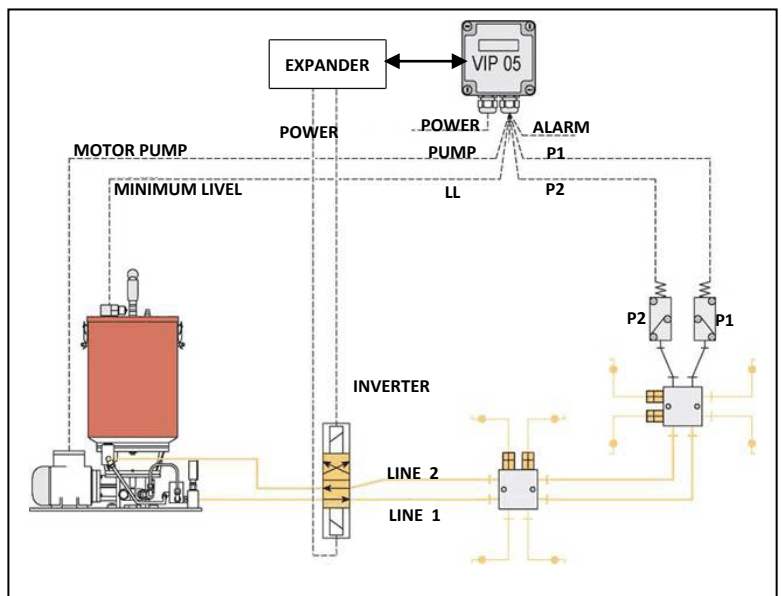 EXPANDER
VIP 05
POWER
POWER
ALARM
MOTOR PUMP
PUMP
P1
MINIMUM LIVEL
LL
P2
P2
P1
INVERTER
LINE 2
LINE 1